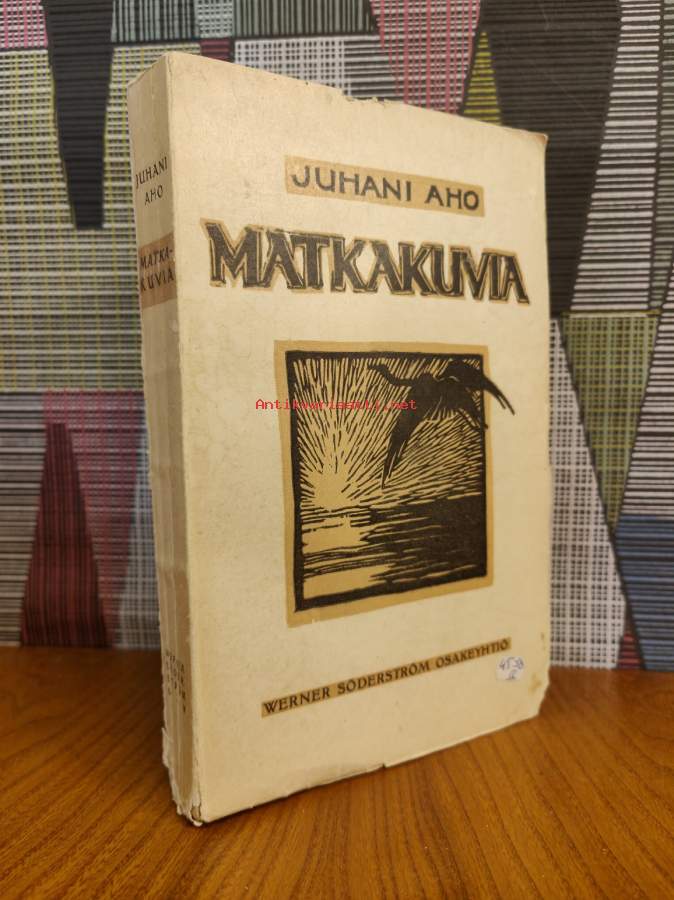 JUHANI AHO
MATKAKUVIA
WERNER SÖDERSTRÖM OSAKEYHTIÖ
JUHANI
AHO
MATKA-
KUVIA
Antikvariaatti.net